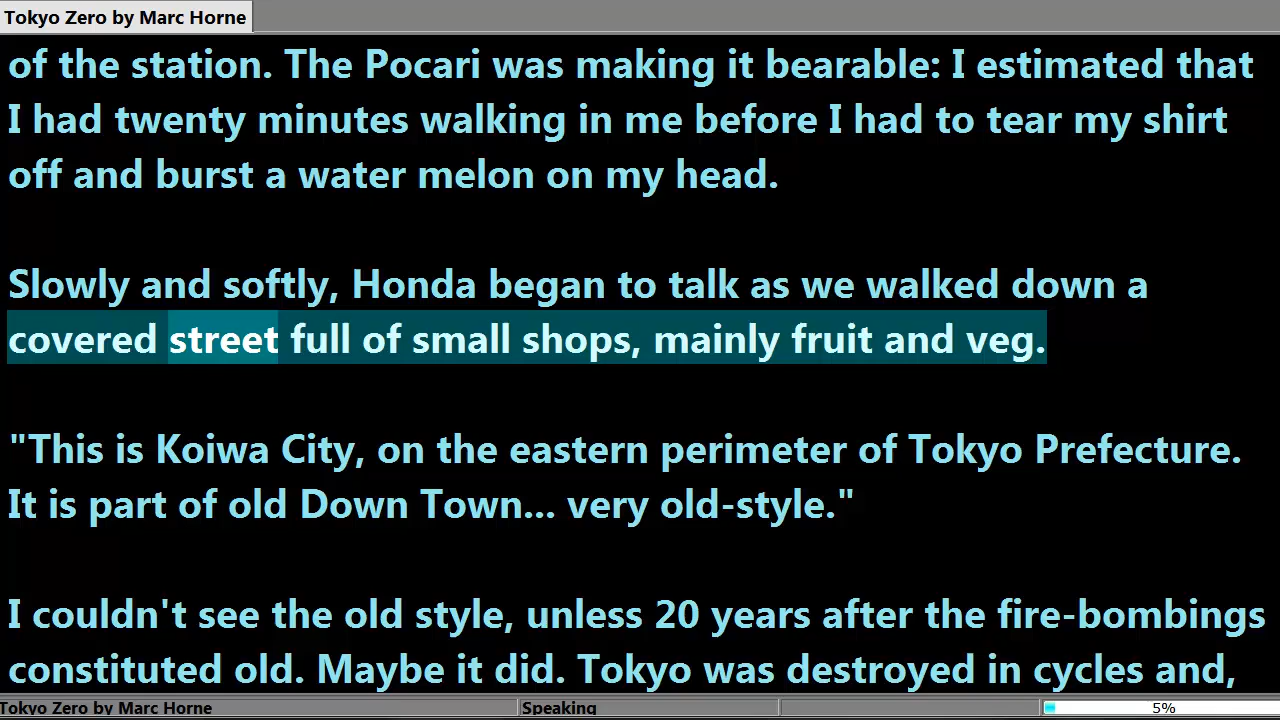 Tokyo Zero by Marc Horne
of the station. The Pocari was making it bearable: I estimated that
I had twenty minutes walking in me before I had to tear my shirt
off and burst a water melon on my head.
Slowly and softly, Honda began to talk as we walked down a
covered street full of small shops, mainly fruit and veg.
"This is Koiwa City, on the eastern perimeter of Tokyo Prefecture.
It is part of old Down Town... very old-style."
I couldn't see the old style, unless 20 years after the fire-bombings
constituted old. Maybe it did. Tokyo was destroyed in cycles and,
Tokyo Zero by Marc Horne Speaking 5%